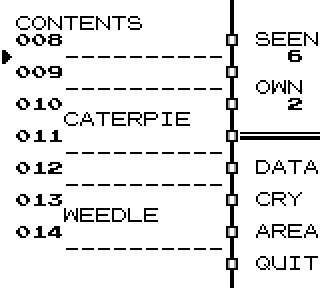 CONTENTS
008
----------
009
----------
010
CATERPIE
011
----------
012
----------
013
WEEDLE
014
----------
SEEN
6
OWN
2
DATA
CRY
AREA
QUIT